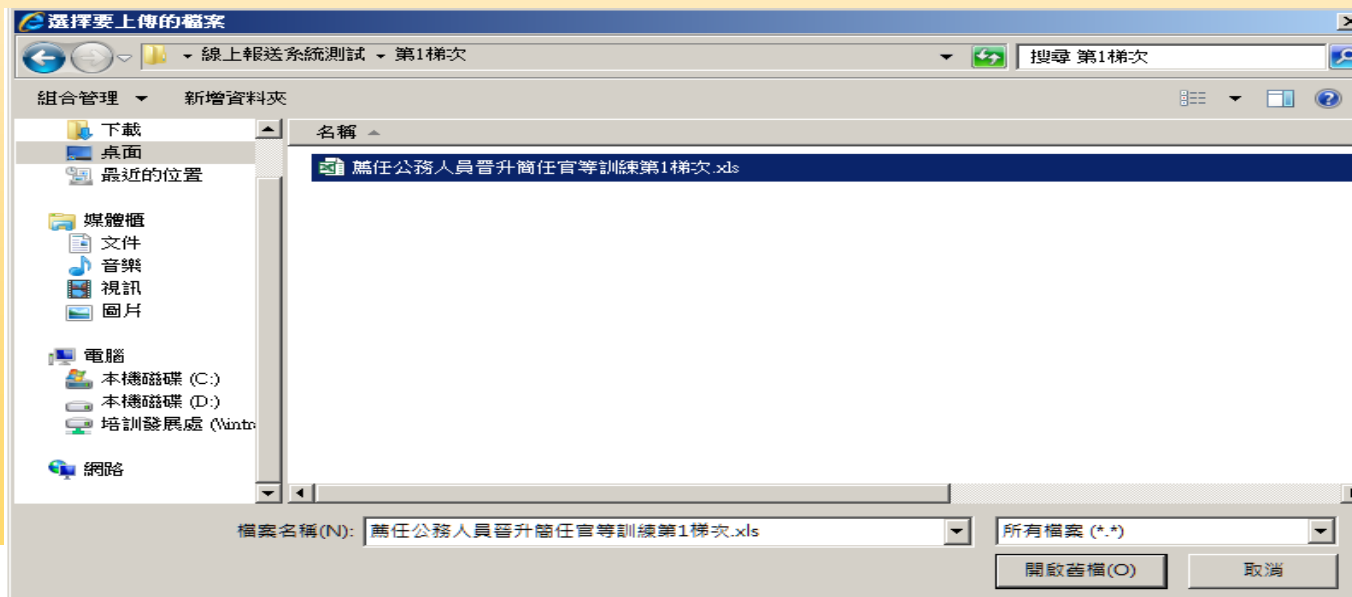 選擇要上傳的檔案
線上報送系統測試 第1梯次
搜尋 第1梯次
組合管理 新增資料夾
名稱
下載
桌面
最近的位置
媒體櫃
文件
音樂
視訊
圖片
電腦
本機磁碟 (C:)
本機磁碟 (D:)
培訓發展處 (\\intr
網路
薦任公務人員晉升簡任官等訓練第1梯次.xls
檔案名稱(N): 薦任公務人員晉升簡任官等訓練第1梯次.xls
所有檔案 (*.*)
開啟舊檔(O) 取消